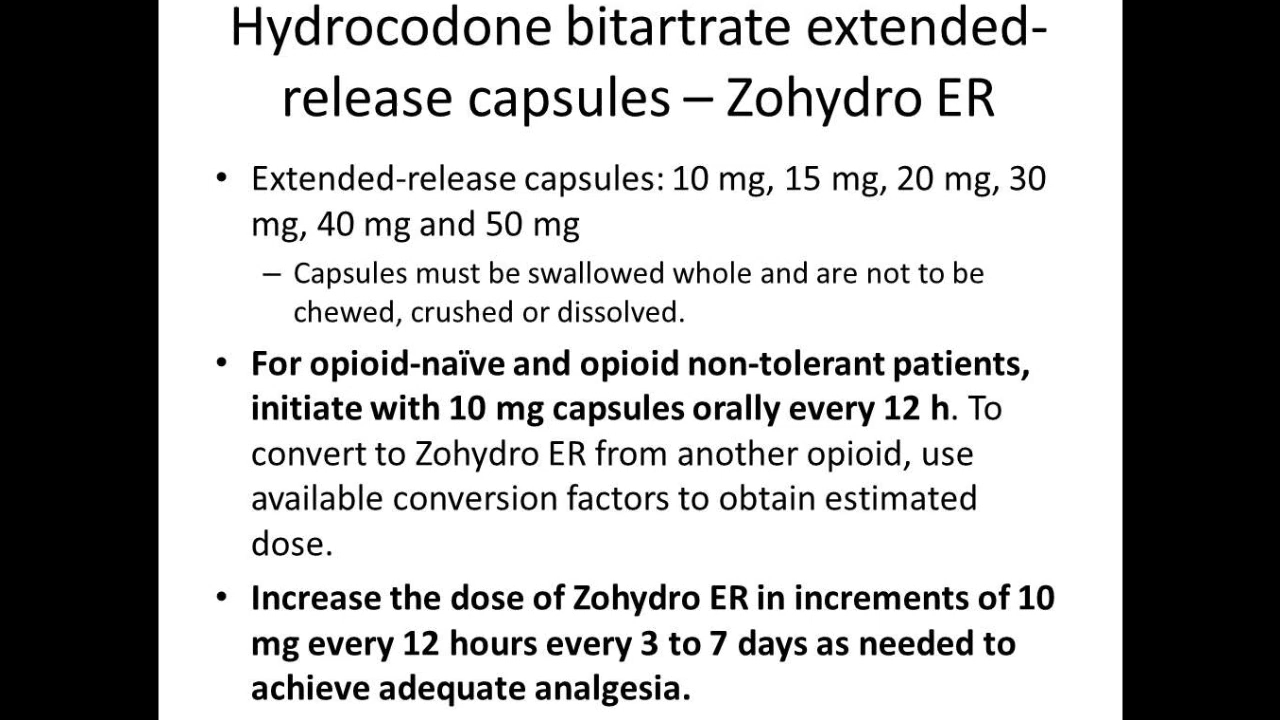 Hydrocodone bitartrate extended-
release capsules – Zohydro ER
• Extended-release capsules: 10 mg, 15 mg, 20 mg, 30
mg, 40 mg and 50 mg
– Capsules must be swallowed whole and are not to be
chewed, crushed or dissolved.
• For opioid-naïve and opioid non-tolerant patients,
initiate with 10 mg capsules orally every 12 h. To
convert to Zohydro ER from another opioid, use
available conversion factors to obtain estimated
dose.
• Increase the dose of Zohydro ER in increments of 10
mg every 12 hours every 3 to 7 days as needed to
achieve adequate analgesia.